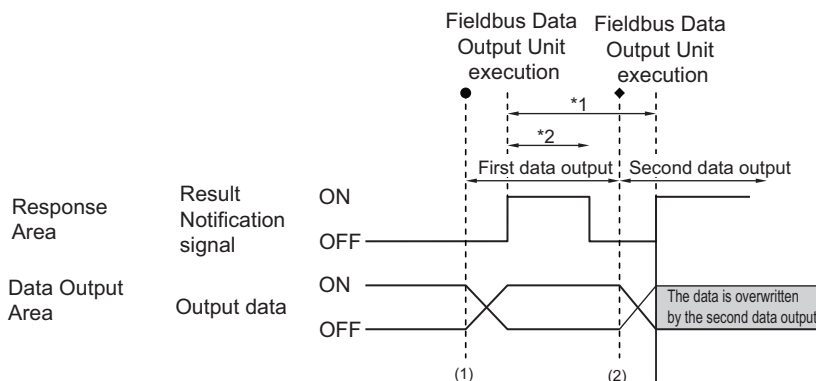 Fieldbus Data
Output Unit
execution
Fieldbus Data
Output Unit
execution
*1
*2
First data output
Second data output
Response
Area
Result
Notification
signal
ON
OFF
Data Output
Area
Output data
ON
OFF
The data is overwritten
by the second data output
(1)
(2)